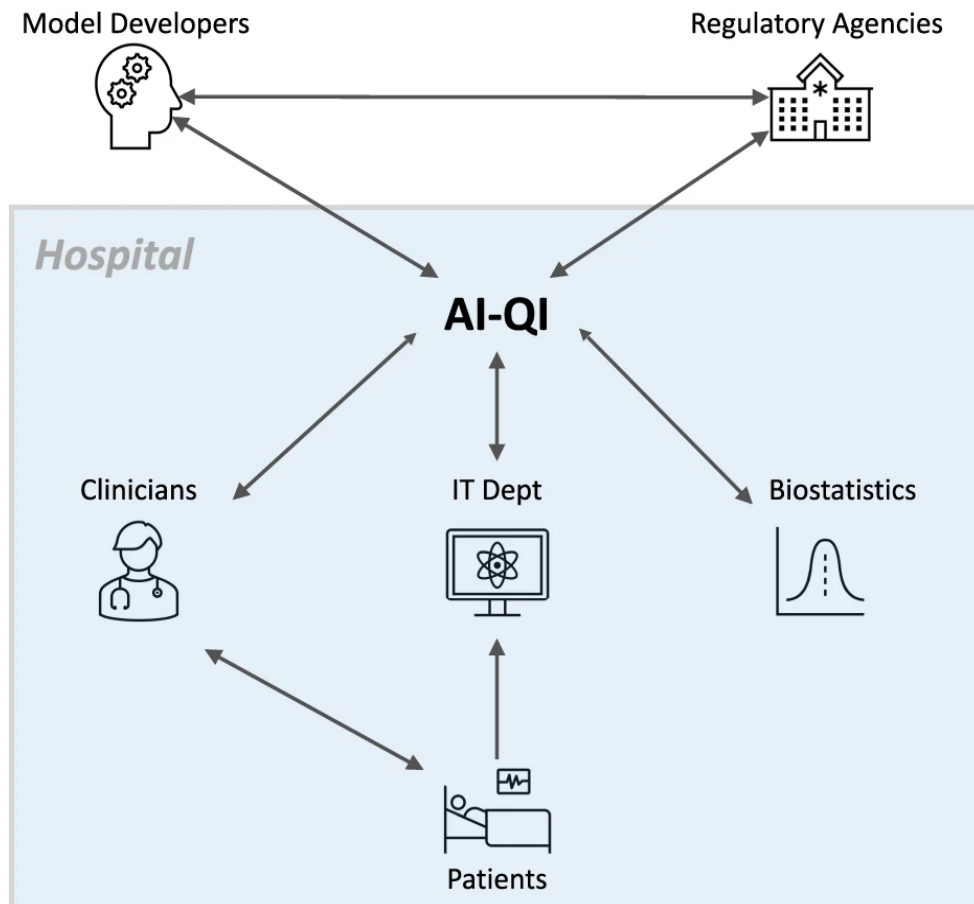 Model Developers
Regulatory Agencies
Hospital
AI-QI
Clinicians
IT Dept
Biostatistics
Patients